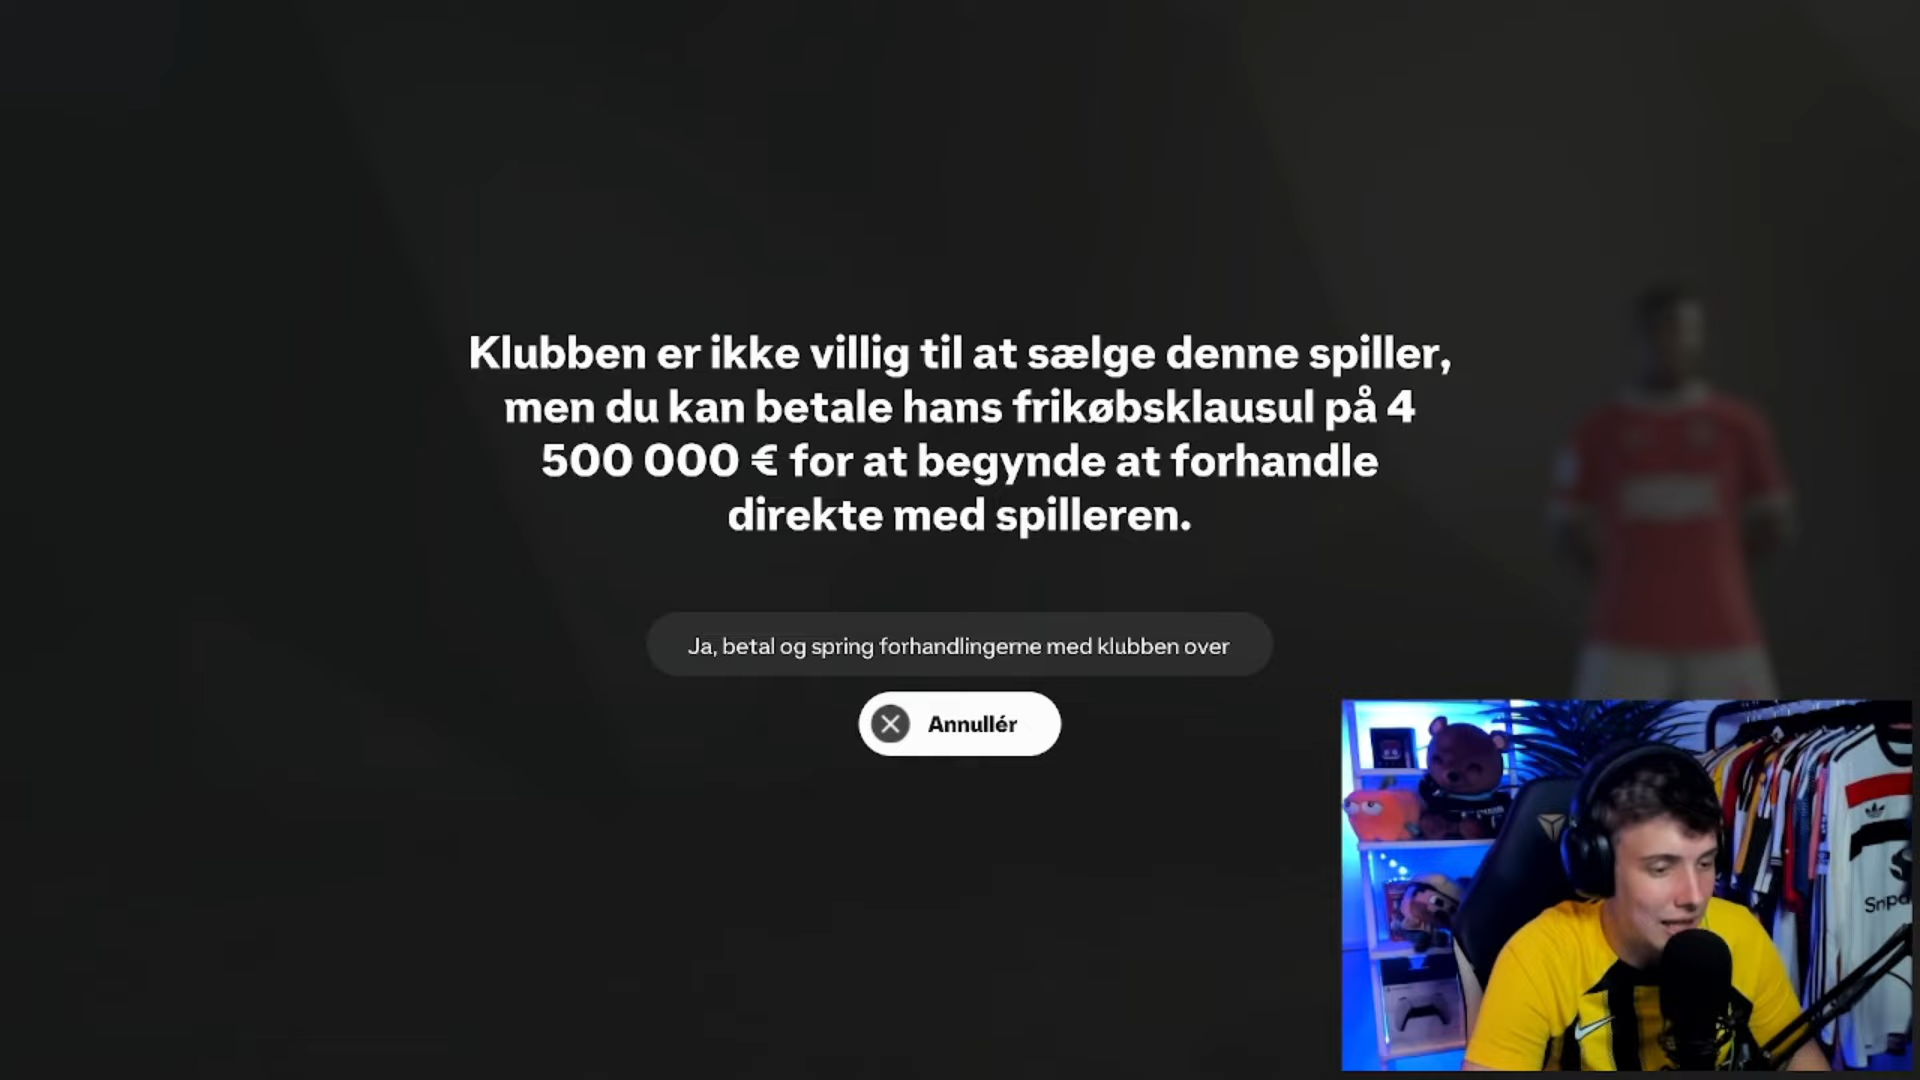 Klubben er ikke villig til at sælge denne spiller,
men du kan betale hans frikøbsklausul på 4
500 000 € for at begynde at forhandle
direkte med spilleren.
Ja, betal og spring forhandlingerne med klubben over
Annullér